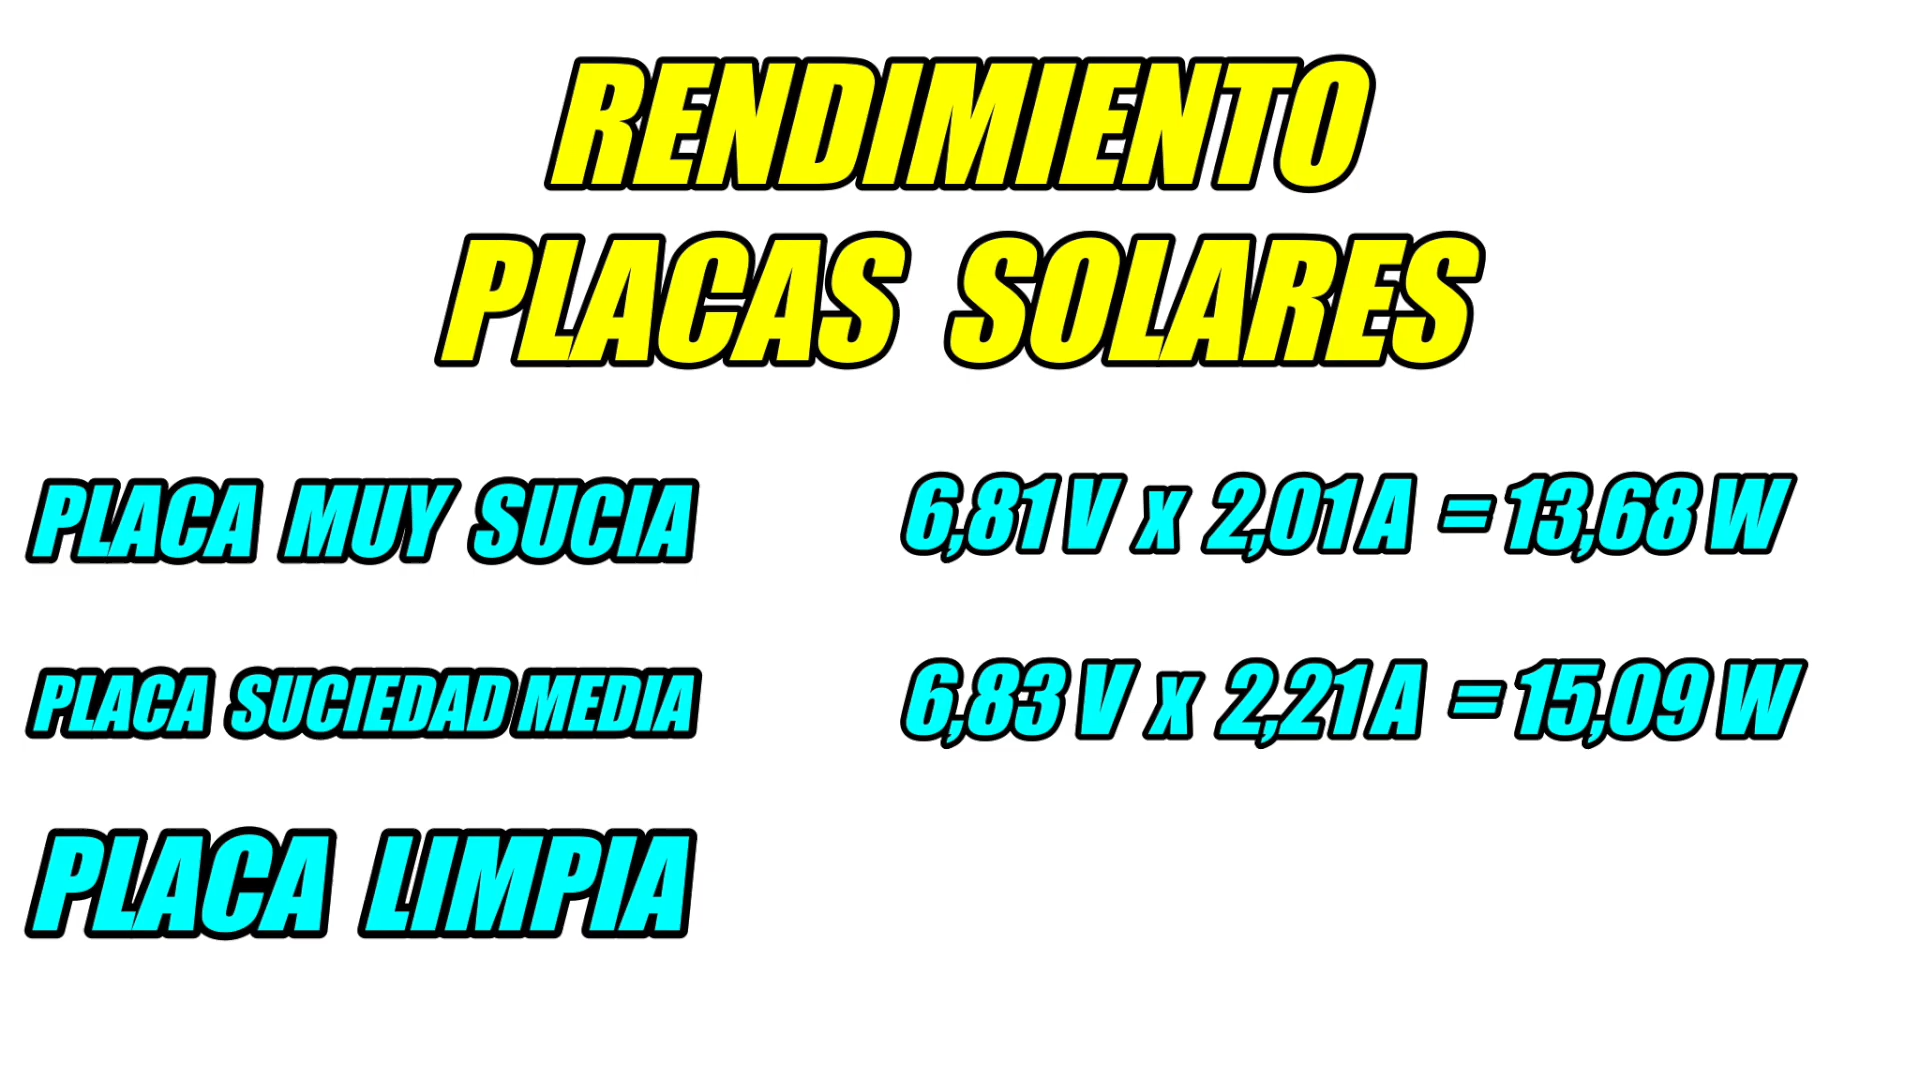 RENDIMIENTO
PLACAS SOLARES
PLACA MUY SUCIA 6,81 V x 2,01 A = 13,68 W
PLACA SUCIEDAD MEDIA 6,83 V x 2,21 A = 15,09 W
PLACA LIMPIA